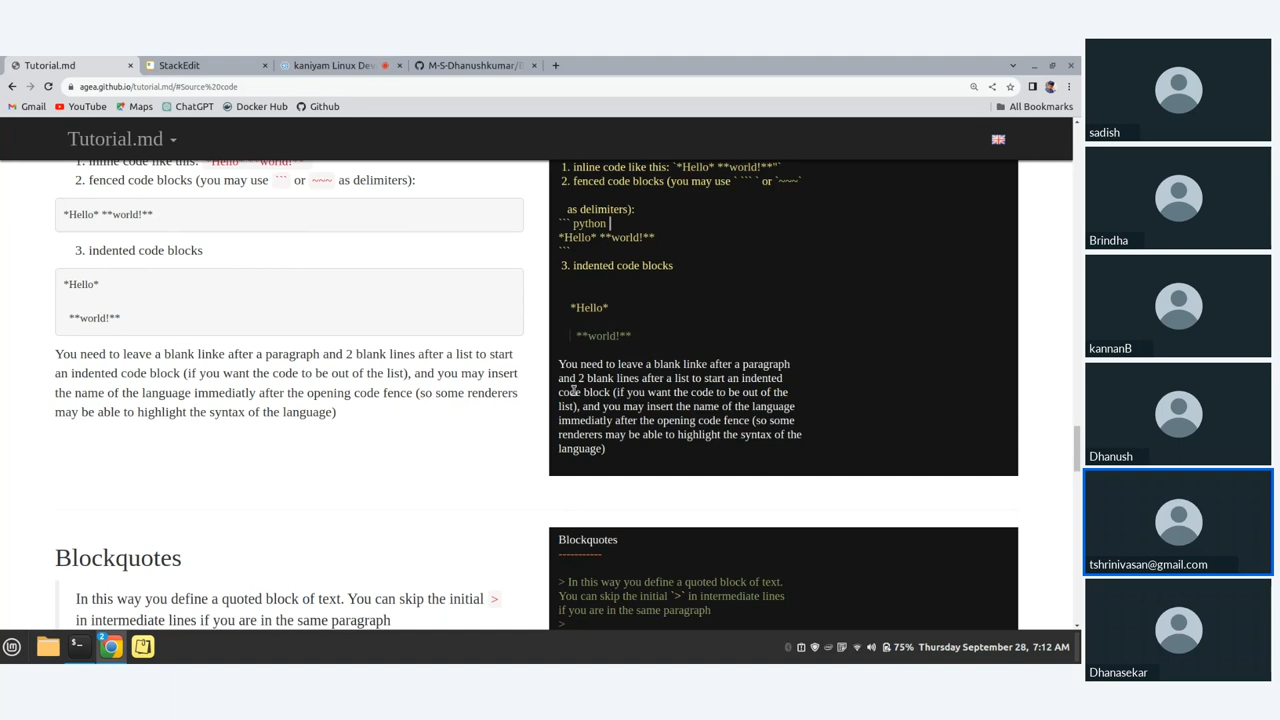 Tutorial.md
StackEdit
kaniyam Linux Dev
M-S-Dhanushkumar/
agea.github.io/tutorial.md/#Source%20code
Gmail
YouTube
Maps
ChatGPT
Docker Hub
Github
All Bookmarks
Tutorial.md
1. inline code like this: *Hello* **world!**
2. fenced code blocks (you may use ``` or ~~~ as delimiters):
*Hello* **world!**
3. indented code blocks
*Hello*
**world!**
You need to leave a blank linke after a paragraph and 2 blank lines after a list to start
an indented code block (if you want the code to be out of the list), and you may insert
the name of the language immediatly after the opening code fence (so some renderers
may be able to highlight the syntax of the language)
1. inline code like this: `*Hello* **world!**`
2. fenced code blocks (you may use ` ``` ` or `~~~`
as delimiters):
``` python
*Hello* **world!**
```
3. indented code blocks
*Hello*
**world!**
You need to leave a blank linke after a paragraph
and 2 blank lines after a list to start an indented
code block (if you want the code to be out of the
list), and you may insert the name of the language
immediatly after the opening code fence (so some
renderers may be able to highlight the syntax of the
language)
Blockquotes
In this way you define a quoted block of text. You can skip the initial >
in intermediate lines if you are in the same paragraph
Blockquotes
-----------
> In this way you define a quoted block of text.
You can skip the initial `>` in intermediate lines
if you are in the same paragraph
>
2
75% Thursday September 28, 7:12 AM
sadish
Brindha
kannanB
Dhanush
tshrinivasan@gmail.com
Dhanasekar